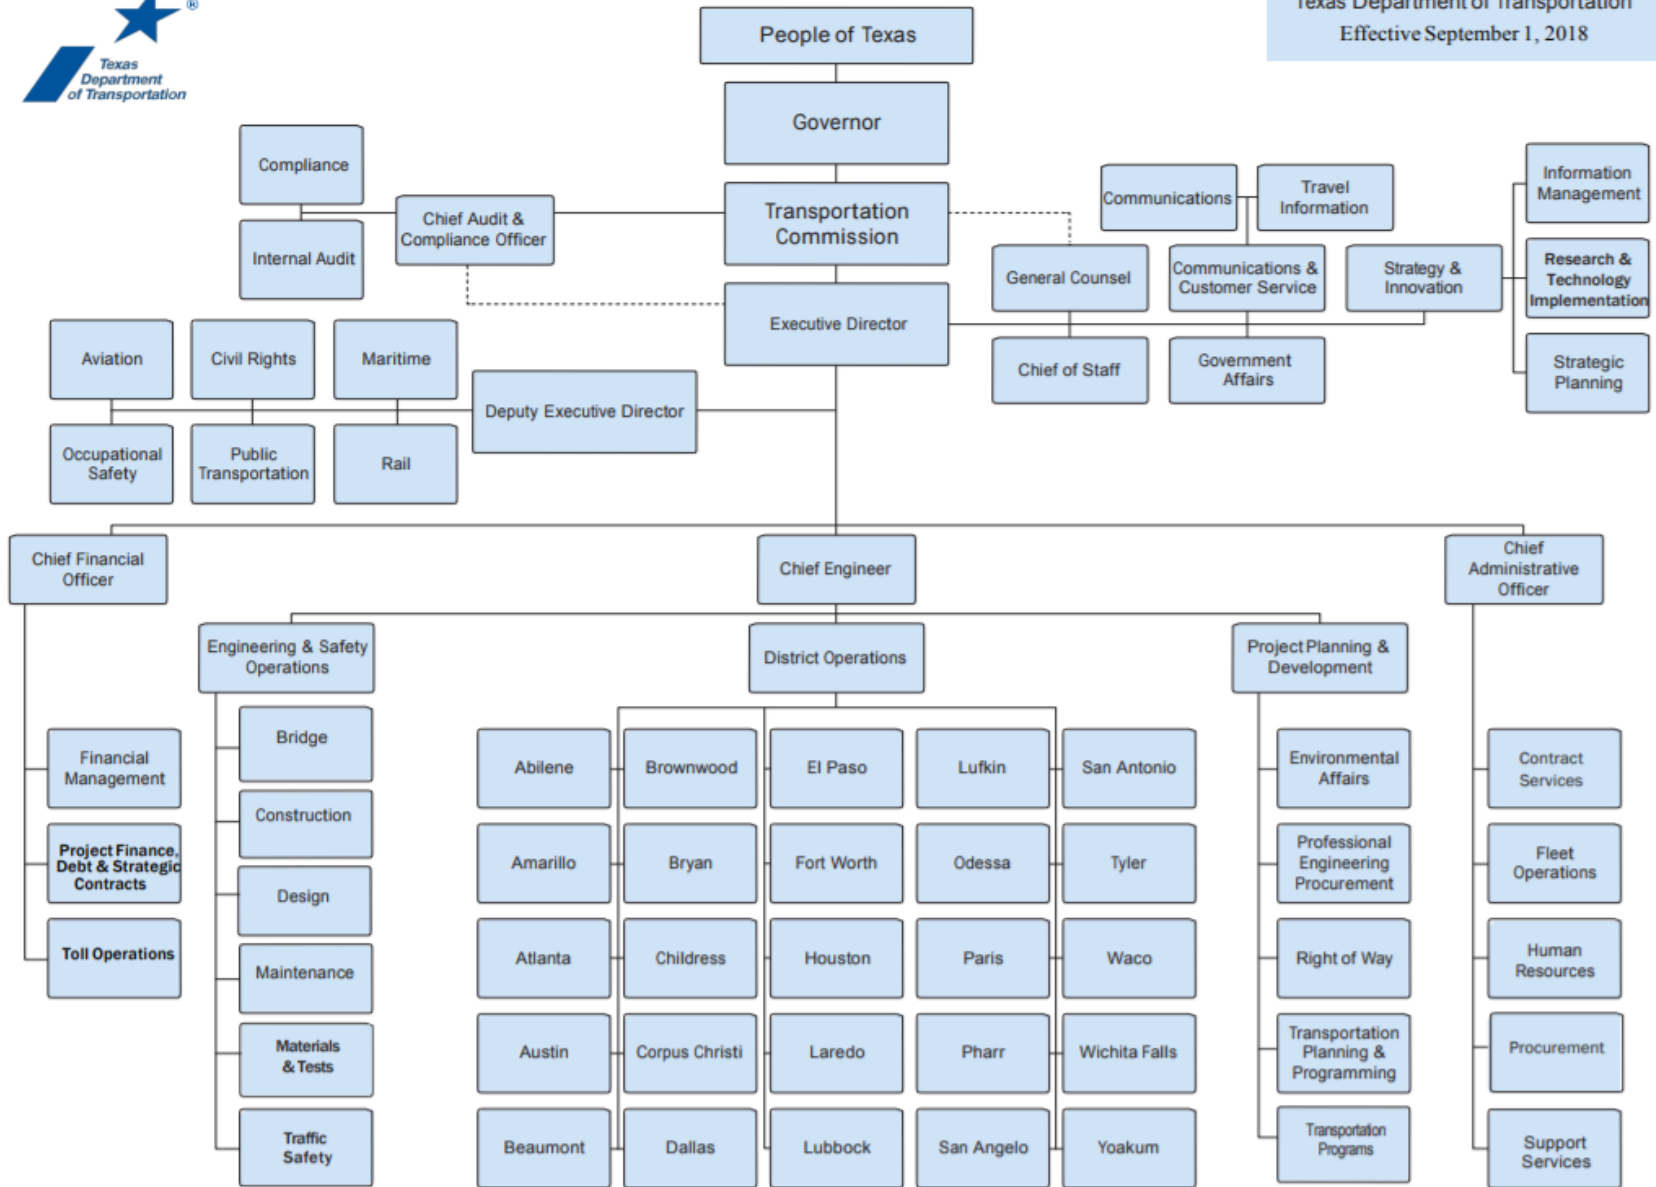 ®
Texas
Department
of Transportation
Texas Department of Transportation
Effective September 1, 2018
People of Texas
Governor
Transportation
Commission
Executive Director
Compliance
Internal Audit
Chief Audit &
Compliance Officer
Communications
Travel
Information
General Counsel
Communications &
Customer Service
Strategy &
Innovation
Chief of Staff
Government
Affairs
Information
Management
Research &
Technology
Implementation
Strategic
Planning
Aviation
Civil Rights
Maritime
Deputy Executive Director
Occupational
Safety
Public
Transportation
Rail
Chief Financial
Officer
Chief Engineer
Chief
Administrative
Officer
Engineering & Safety
Operations
District Operations
Project Planning &
Development
Financial
Management
Project Finance,
Debt & Strategic
Contracts
Toll Operations
Bridge
Construction
Design
Maintenance
Materials
& Tests
Traffic
Safety
Abilene
Amarillo
Atlanta
Austin
Beaumont
Brownwood
Bryan
Childress
Corpus Christi
Dallas
El Paso
Fort Worth
Houston
Laredo
Lubbock
Lufkin
Odessa
Paris
Pharr
San Angelo
San Antonio
Tyler
Waco
Wichita Falls
Yoakum
Environmental
Affairs
Professional
Engineering
Procurement
Right of Way
Transportation
Planning &
Programming
Transportation
Programs
Contract
Services
Fleet
Operations
Human
Resources
Procurement
Support
Services